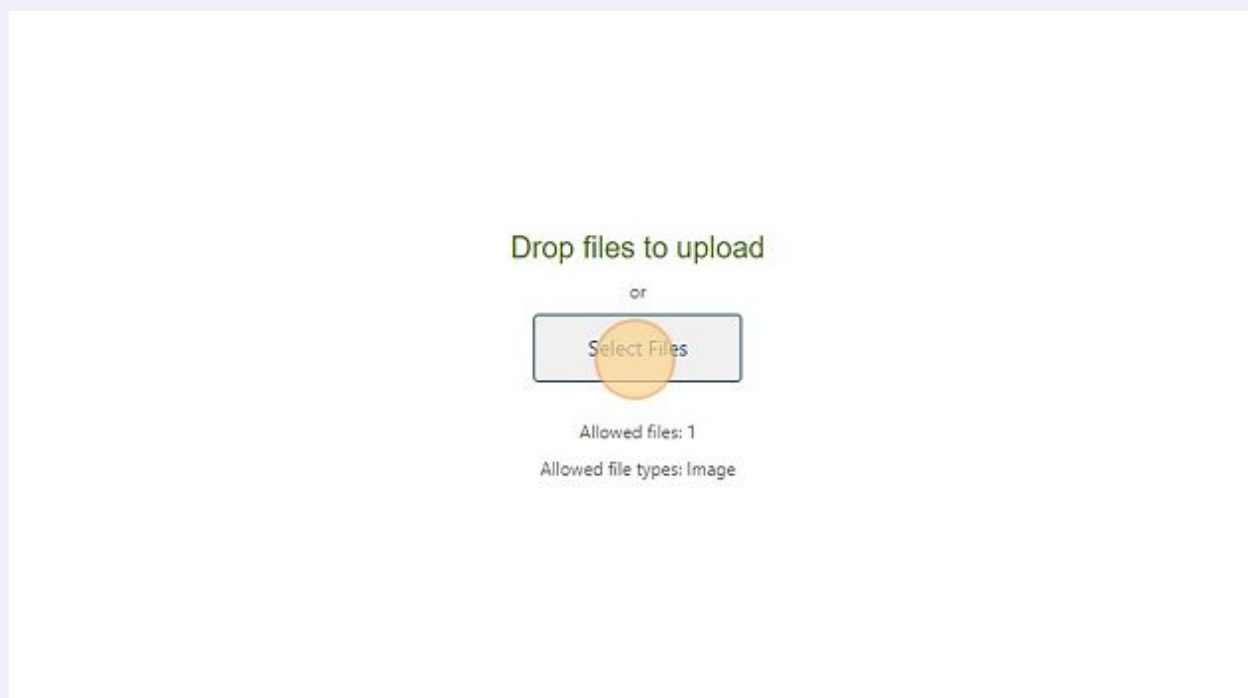 Drop files to upload
or
Select Files
Allowed files: 1
Allowed file types: Image